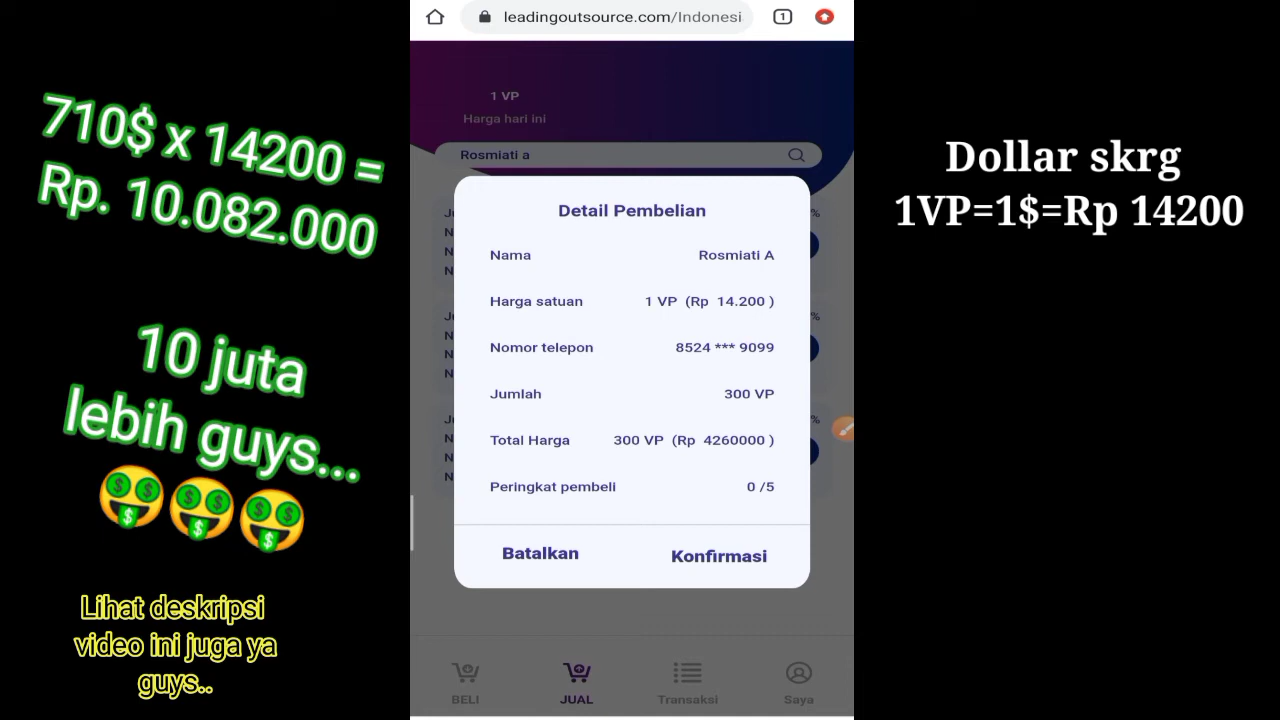 leadingoutsource.com/Indonesi
1
710$ x 14200 =
Rp. 10.082.000
10 juta
lebih guys...
Lihat deskripsi
video ini juga ya
guys..
1 VP
Harga hari ini
Rosmiati a
Detail Pembelian
Nama Rosmiati A
Harga satuan 1 VP (Rp 14.200 )
Nomor telepon 8524 *** 9099
Jumlah 300 VP
Total Harga 300 VP (Rp 4260000 )
Peringkat pembeli 0 /5
Batalkan Konfirmasi
BELI JUAL Transaksi Saya
Dollar skrg
1VP=1$=Rp 14200